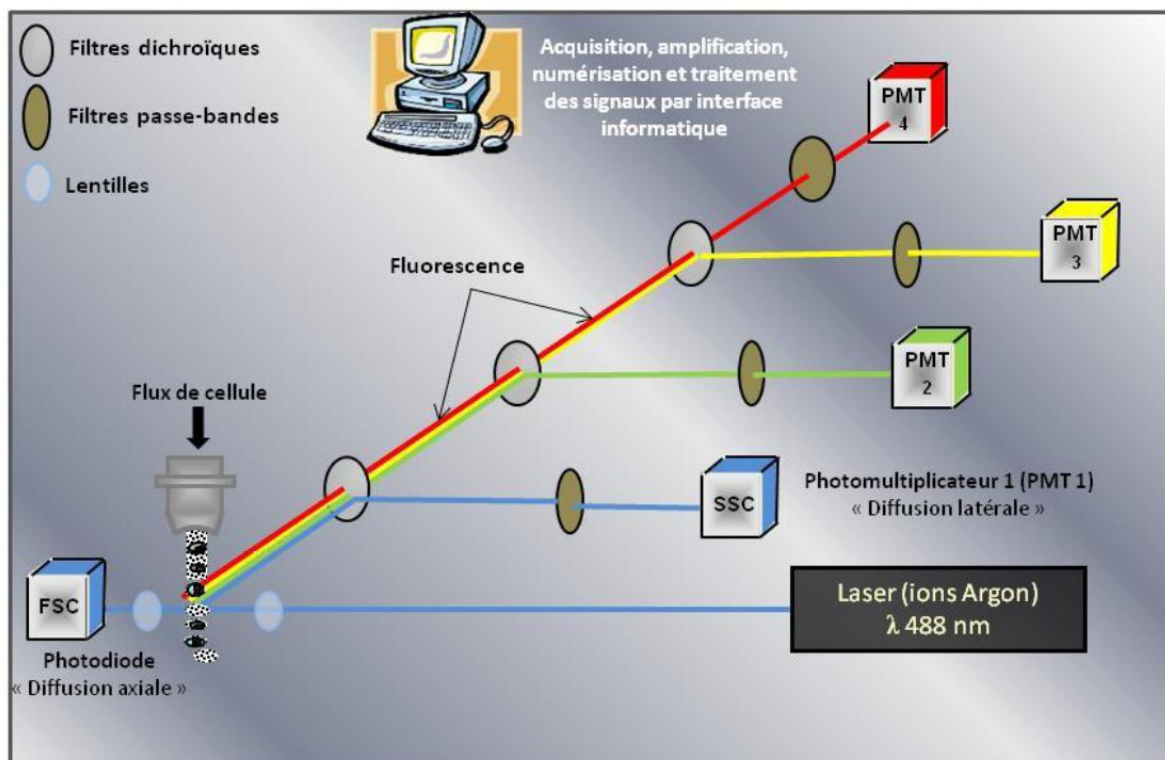 Filtres dichroïques
Filtres passe-bandes
Lentilles
Acquisition, amplification,
numérisation et traitement
des signaux par interface
informatique
PMT
4
PMT
3
Fluorescence
PMT
2
Flux de cellule
SSC
Photomultiplicateur 1 (PMT 1)
« Diffusion latérale »
FSC
Laser (ions Argon)
λ 488 nm
Photodiode
« Diffusion axiale »